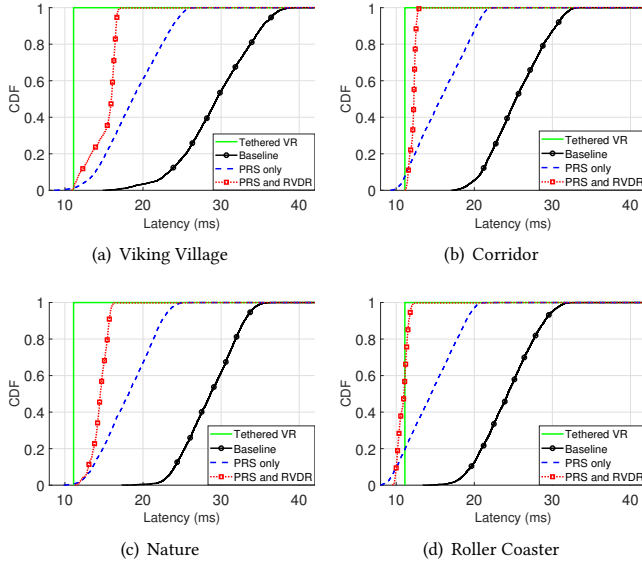 1
0.8
0.6
0.4
0.2
0
CDF
10 20 30 40
Latency (ms)
Tethered VR
Baseline
PRS only
PRS and RVDR
(a) Viking Village
1
0.8
0.6
0.4
0.2
0
CDF
10 20 30 40
Latency (ms)
Tethered VR
Baseline
PRS only
PRS and RVDR
(b) Corridor
1
0.8
0.6
0.4
0.2
0
CDF
10 20 30 40
Latency (ms)
Tethered VR
Baseline
PRS only
PRS and RVDR
(c) Nature
1
0.8
0.6
0.4
0.2
0
CDF
8 10 20 30 40
Latency (ms)
Tethered VR
Baseline
PRS only
PRS and RVDR
(d) Roller Coaster